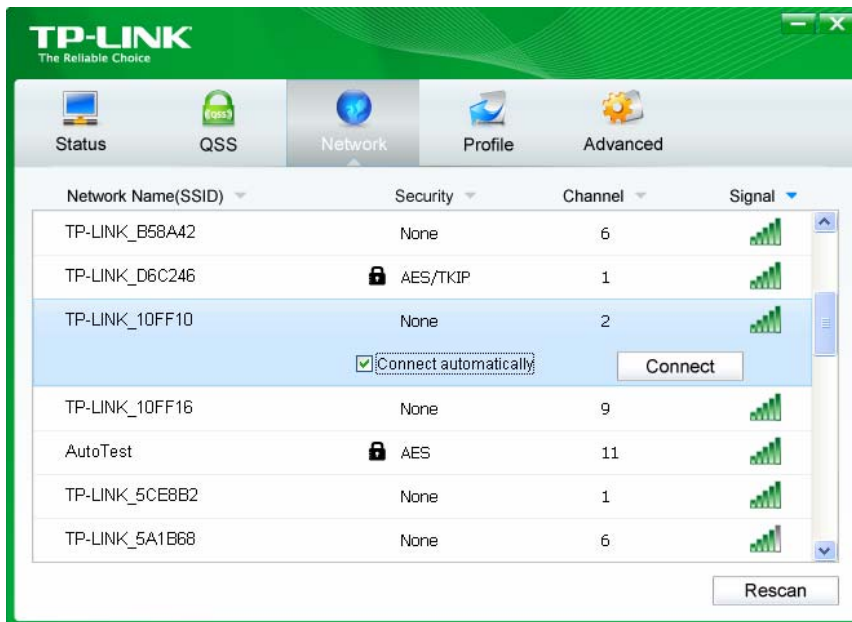 TP-LINK
The Reliable Choice
Status QSS Network Profile Advanced
Network Name(SSID) Security Channel Signal
TP-LINK_B58A42 None 6
TP-LINK_D6C246 AES/TKIP 1
TP-LINK_10FF10 None 2
Connect automatically Connect
TP-LINK_10FF16 None 9
AutoTest AES 11
TP-LINK_5CE8B2 None 1
TP-LINK_5A1B68 None 6
Rescan